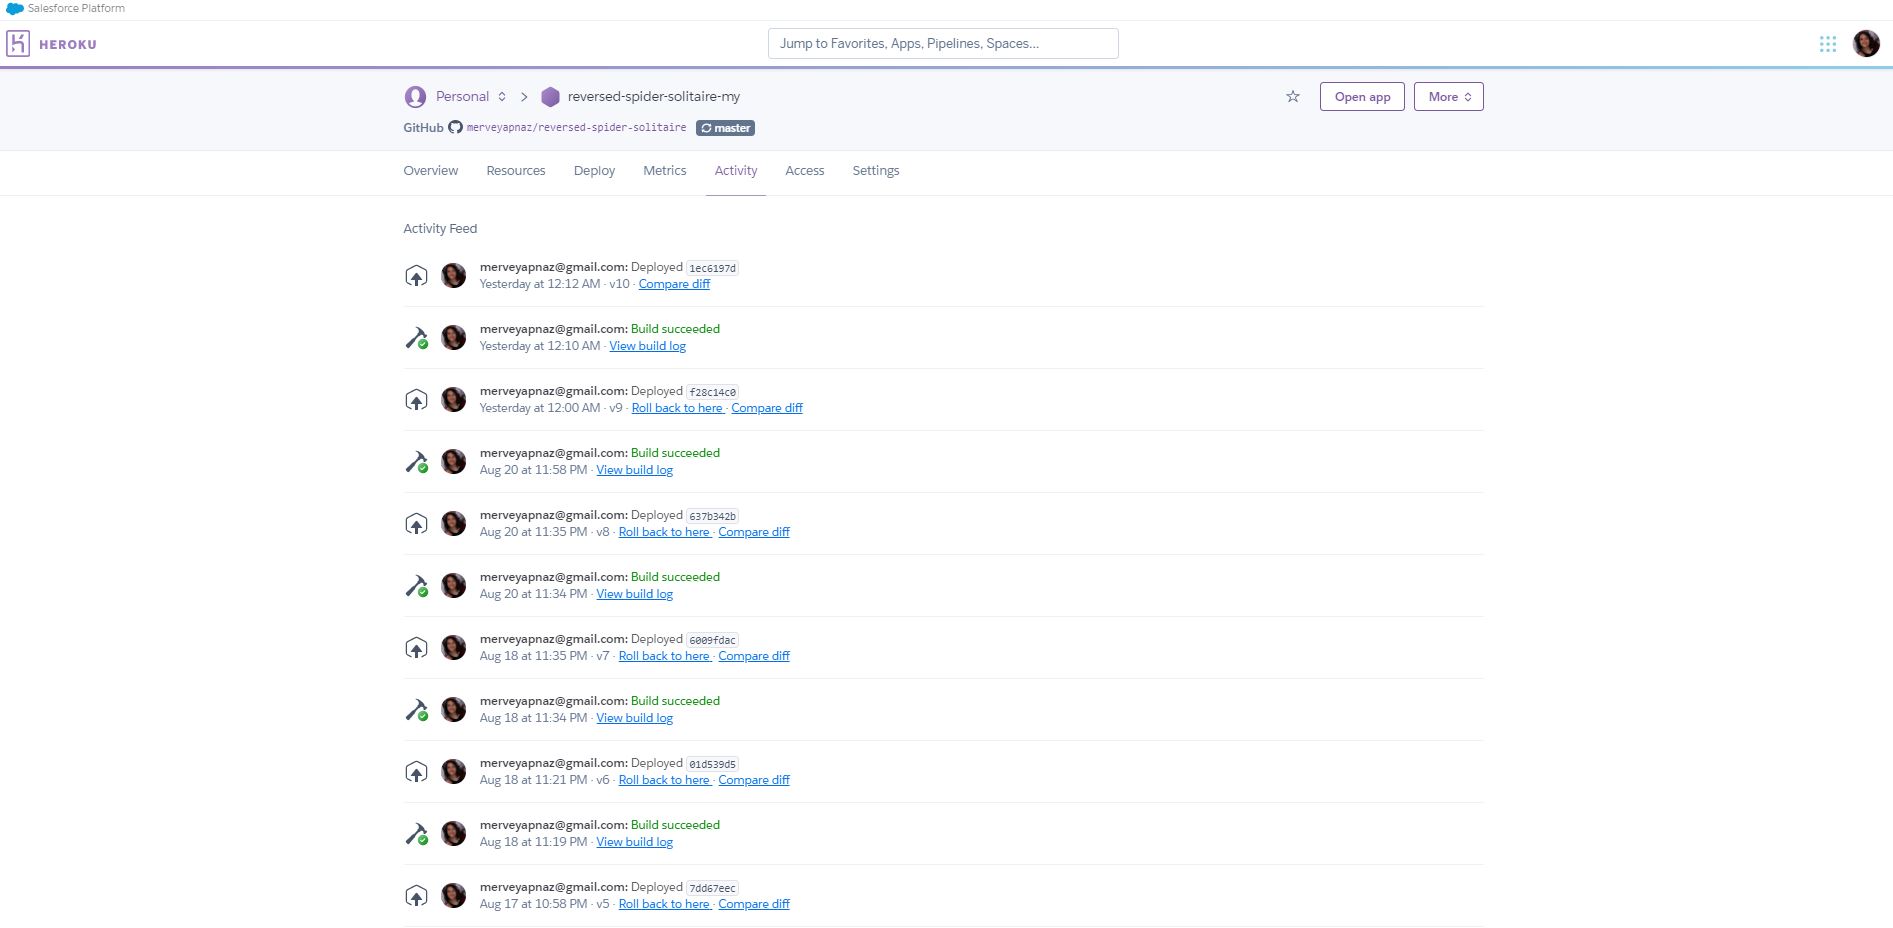 Salesforce Platform
HEROKU
Jump to Favorites, Apps, Pipelines, Spaces...
Personal > reversed-spider-solitaire-my
Open app
More
GitHub merveyapnaz/reversed-spider-solitaire master
Overview Resources Deploy Metrics Activity Access Settings
Activity Feed
merveyapnaz@gmail.com: Deployed 1ec6197d
Yesterday at 12:12 AM · v10 · Compare diff
merveyapnaz@gmail.com: Build succeeded
Yesterday at 12:10 AM · View build log
merveyapnaz@gmail.com: Deployed f28c14c0
Yesterday at 12:00 AM · v9 · Roll back to here · Compare diff
merveyapnaz@gmail.com: Build succeeded
Aug 20 at 11:58 PM · View build log
merveyapnaz@gmail.com: Deployed 637b342b
Aug 20 at 11:35 PM · v8 · Roll back to here · Compare diff
merveyapnaz@gmail.com: Build succeeded
Aug 20 at 11:34 PM · View build log
merveyapnaz@gmail.com: Deployed 6009fdac
Aug 18 at 11:35 PM · v7 · Roll back to here · Compare diff
merveyapnaz@gmail.com: Build succeeded
Aug 18 at 11:34 PM · View build log
merveyapnaz@gmail.com: Deployed 01d539d5
Aug 18 at 11:21 PM · v6 · Roll back to here · Compare diff
merveyapnaz@gmail.com: Build succeeded
Aug 18 at 11:19 PM · View build log
merveyapnaz@gmail.com: Deployed 7dd67eec
Aug 17 at 10:58 PM · v5 · Roll back to here · Compare diff